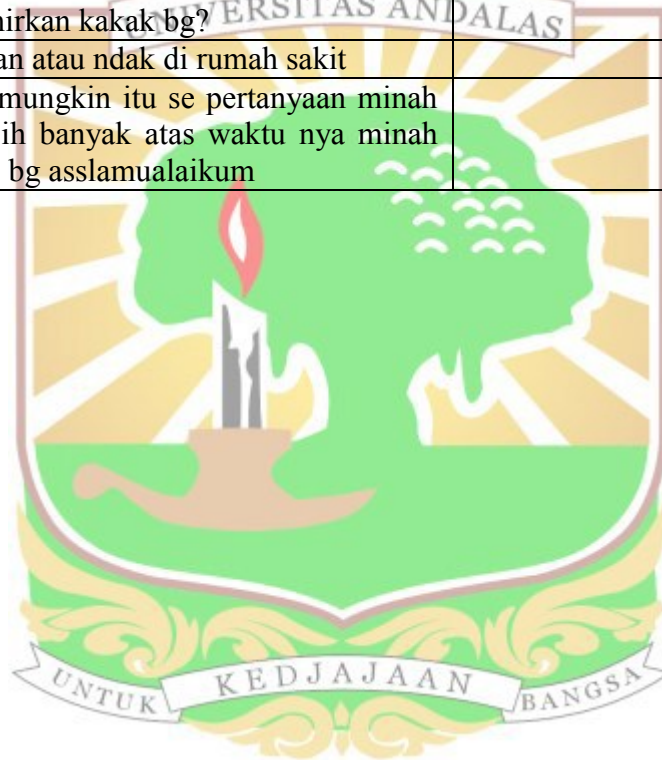 hirkan kakak bg?
UNIVERSITAS ANDALAS
an atau ndak di rumah sakit
mungkin itu se pertanyaan minah
ih banyak atas waktu nya minah
bg asslamualaikum
UNTUK KEDJAJAAN BANGSA